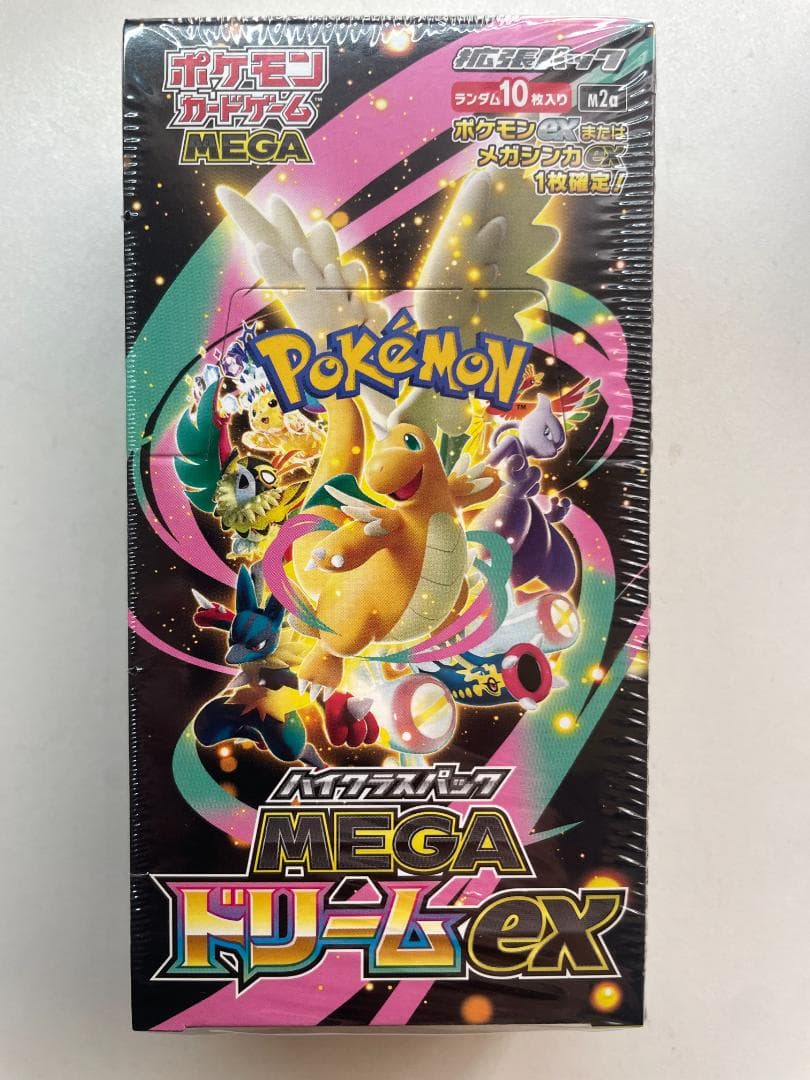 ポケモン
カードゲーム™
MEGA
拡張パック
ランダム10枚入り M2a
ポケモンexまたは
メガシンカex
1枚確定!
POKéMON™
ハイクラスパック
MEGA
ドリームex